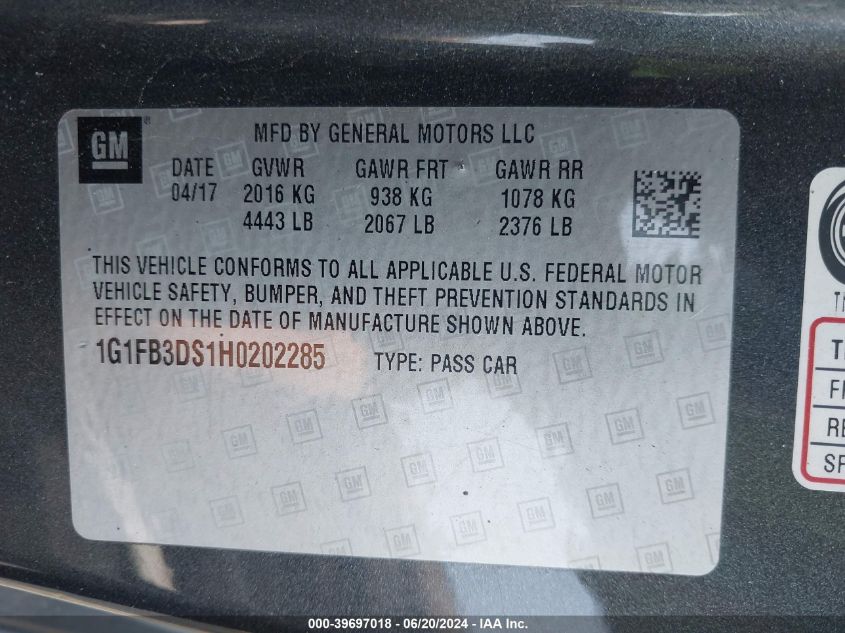 GM
MFD BY GENERAL MOTORS LLC
DATE GVWR GAWR FRT GAWR RR
04/17 2016 KG 938 KG 1078 KG
4443 LB 2067 LB 2376 LB
THIS VEHICLE CONFORMS TO ALL APPLICABLE U.S. FEDERAL MOTOR
VEHICLE SAFETY, BUMPER, AND THEFT PREVENTION STANDARDS IN
EFFECT ON THE DATE OF MANUFACTURE SHOWN ABOVE.
1G1FB3DS1H0202285 TYPE: PASS CAR
000-39697018 - 06/20/2024 - IAA Inc.